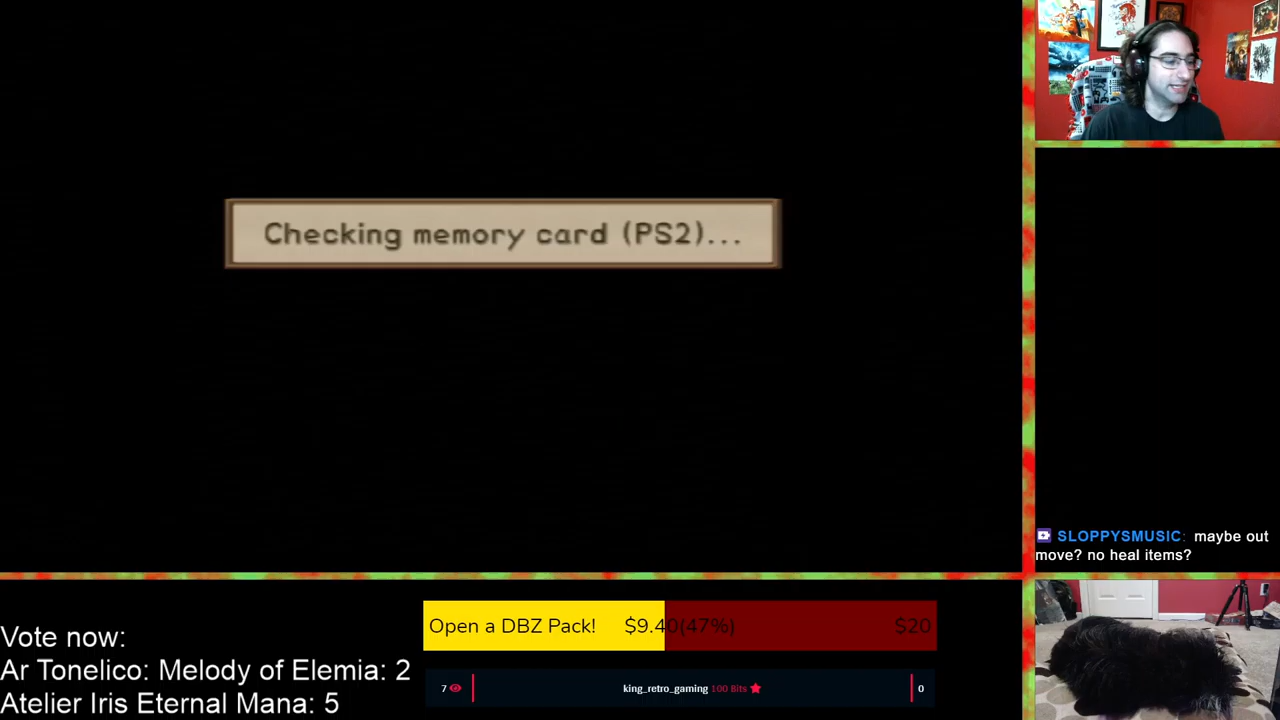 Checking memory card (PS2)...
SLOPPYSMUSIC: maybe out
move? no heal items?
Vote now:
Ar Tonelico: Melody of Elemia: 2
Atelier Iris Eternal Mana: 5
Open a DBZ Pack! $9.40(47%) $20
7 king_retro_gaming 100 Bits 0